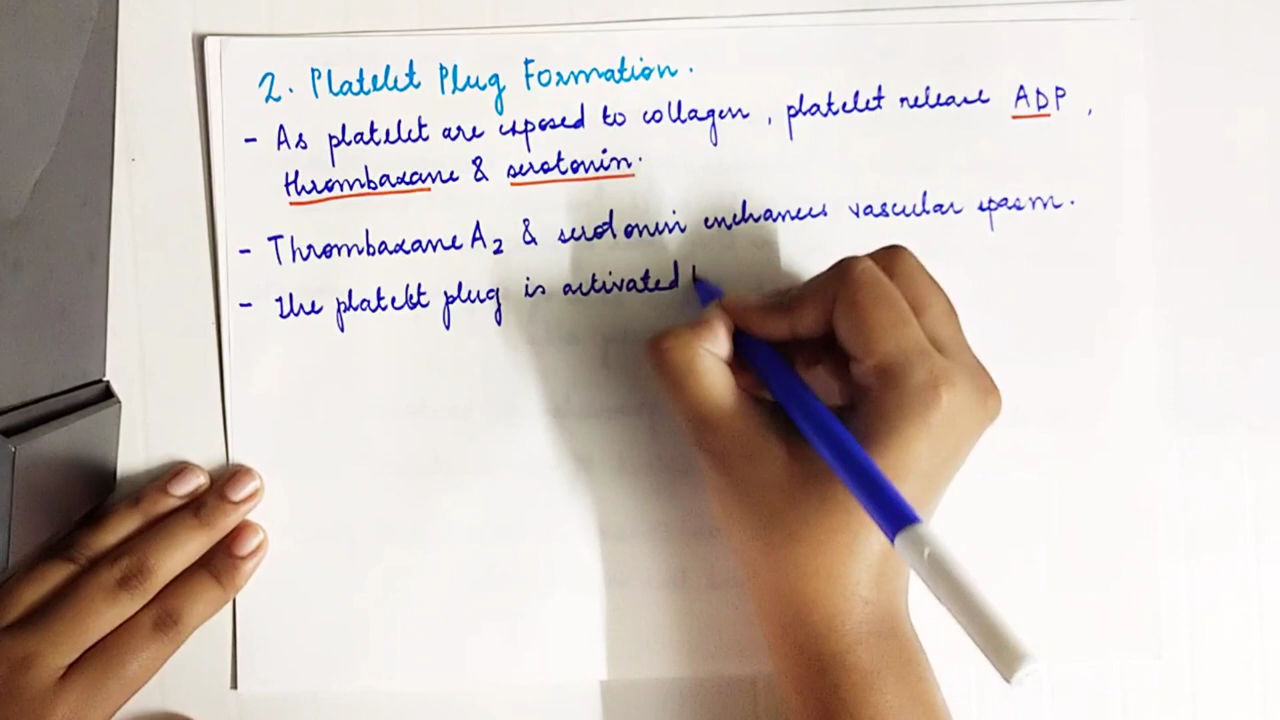 2. Platelet Plug Formation.
- As platelet are exposed to collagen, platelet release ADP,
thrombaxane & serotonin.
- Thrombaxane A2 & serotonin enchances vascular spasm.
- The platelet plug is activated